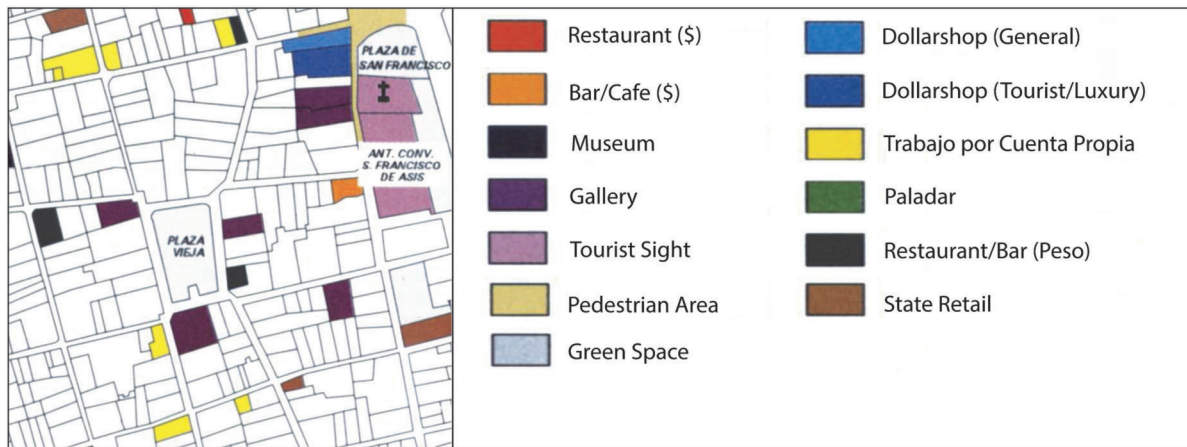 PLAZA DE
SAN FRANCISCO
ANT. CONV.
S. FRANCISCO
DE ASIS
PLAZA
VIEJA
Restaurant ($)
Bar/Cafe ($)
Museum
Gallery
Tourist Sight
Pedestrian Area
Green Space
Dollarshop (General)
Dollarshop (Tourist/Luxury)
Trabajo por Cuenta Propia
Paladar
Restaurant/Bar (Peso)
State Retail